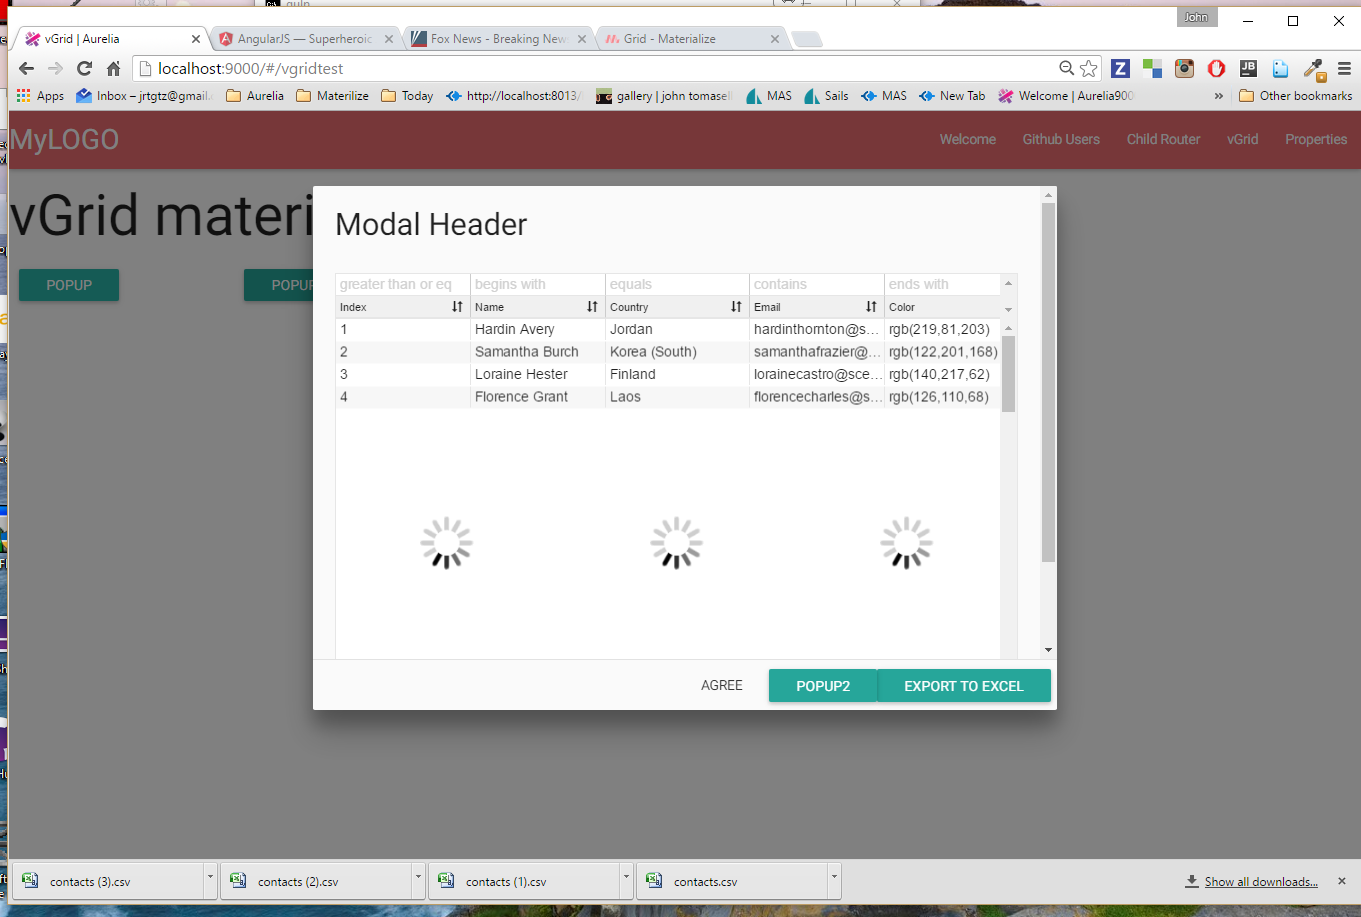 gulp
John
vGrid | Aurelia
AngularJS — Superheroic
Fox News - Breaking New
Grid - Materialize
localhost:9000/#/vgridtest
Apps
Inbox – jrtgtz@gmail.
Aurelia
Materilize
Today
http://localhost:8013/
gallery | john tomasell
MAS
Sails
MAS
New Tab
Welcome | Aurelia900
»
Other bookmarks
MyLOGO
Welcome
Github Users
Child Router
vGrid
Properties
vGrid materi
POPUP
POPUP
Modal Header
greater than or eq
begins with
equals
contains
ends with
Index
Name
Country
Email
Color
1 Hardin Avery Jordan hardinthornton@s... rgb(219,81,203)
2 Samantha Burch Korea (South) samanthafrazier@... rgb(122,201,168)
3 Loraine Hester Finland lorainecastro@sce... rgb(140,217,62)
4 Florence Grant Laos florencecharles@s... rgb(126,110,68)
AGREE
POPUP2
EXPORT TO EXCEL
contacts (3).csv
contacts (2).csv
contacts (1).csv
contacts.csv
Show all downloads...